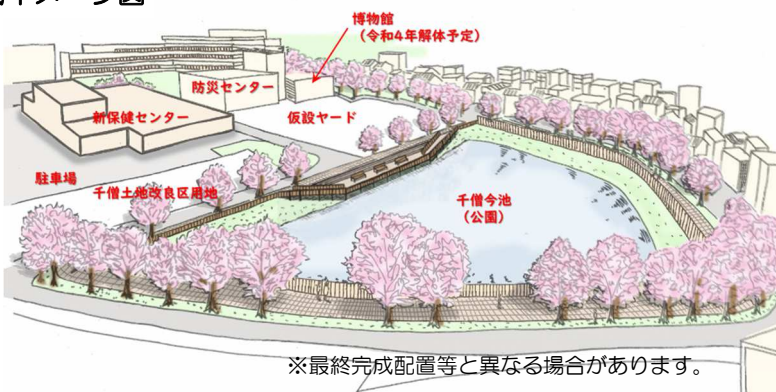 イメージ図
博物館
（令和4年解体予定）
防災センター
新保健センター
仮設ヤード
駐車場
千僧土地改良区用地
千僧今池
（公園）
※最終完成配置等と異なる場合があります。